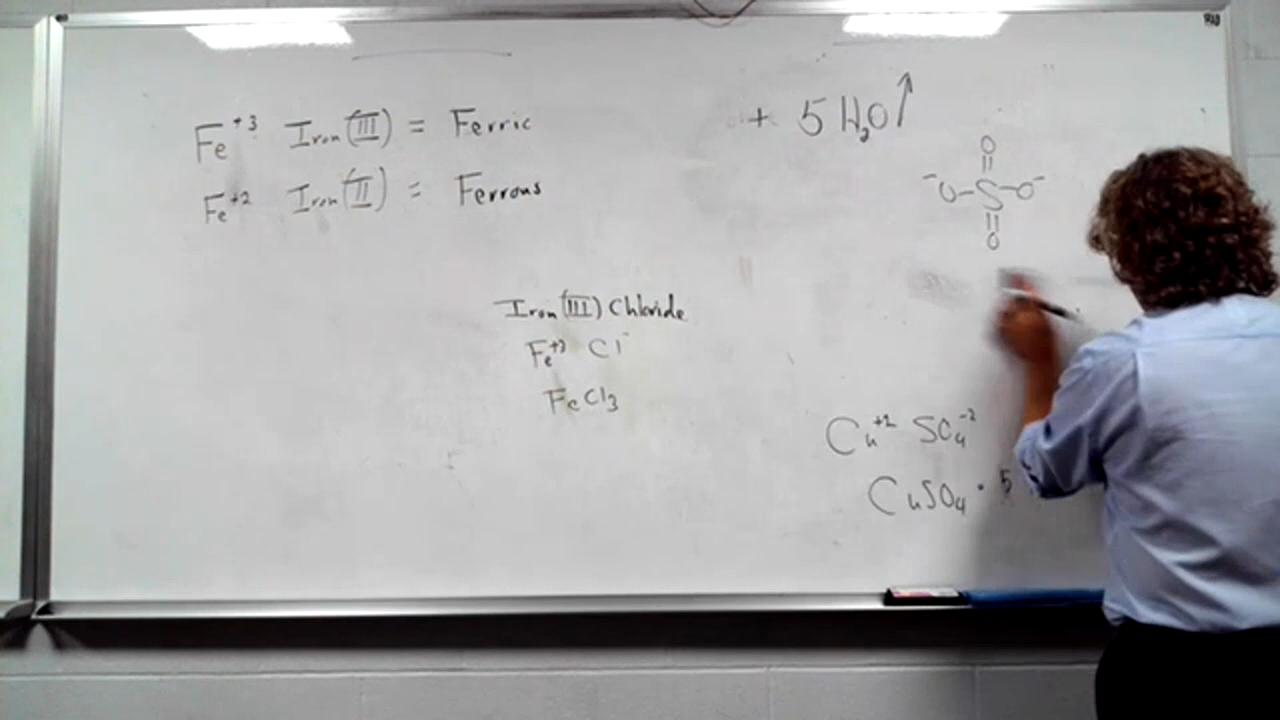 Fe+3 Iron (III) = Ferric
Fe+2 Iron (II) = Ferrous
+ 5 H2O↑
O
-O-S-O-
O
Iron (III) Chloride
Fe+3 Cl-
FeCl3
Cu+2 SO4-2
CuSO4 • 5